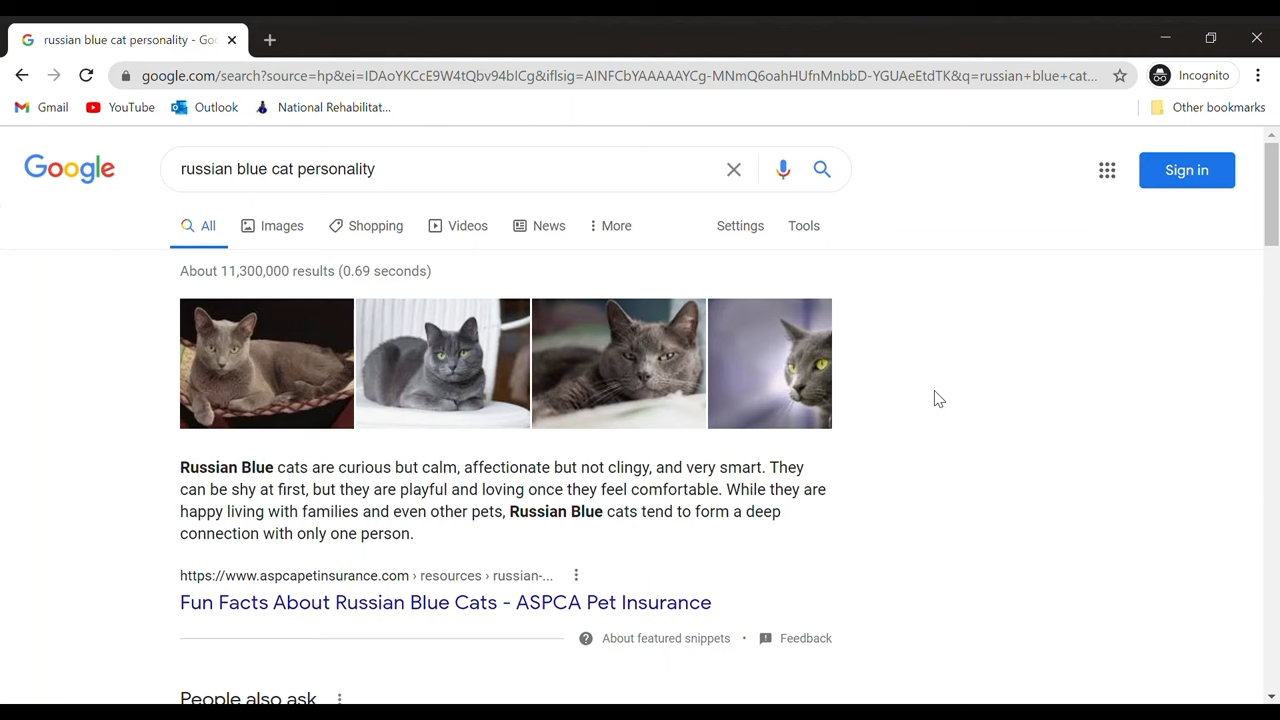 russian blue cat personality - Goo
google.com/search?source=hp&ei=IDAoYKCcE9W4tQbv94bICg&iflsig=AINFCbYAAAAAYCg-MNmQ6oahHUfnMnbbD-YGUAeEtdTK&q=russian+blue+cat...
Incognito
Gmail
YouTube
Outlook
National Rehabilitat...
Other bookmarks
Google
russian blue cat personality
Sign in
All
Images
Shopping
Videos
News
More
Settings
Tools
About 11,300,000 results (0.69 seconds)
Russian Blue cats are curious but calm, affectionate but not clingy, and very smart. They
can be shy at first, but they are playful and loving once they feel comfortable. While they are
happy living with families and even other pets, Russian Blue cats tend to form a deep
connection with only one person.
https://www.aspcapetinsurance.com › resources › russian-...
Fun Facts About Russian Blue Cats - ASPCA Pet Insurance
About featured snippets • Feedback
People also ask